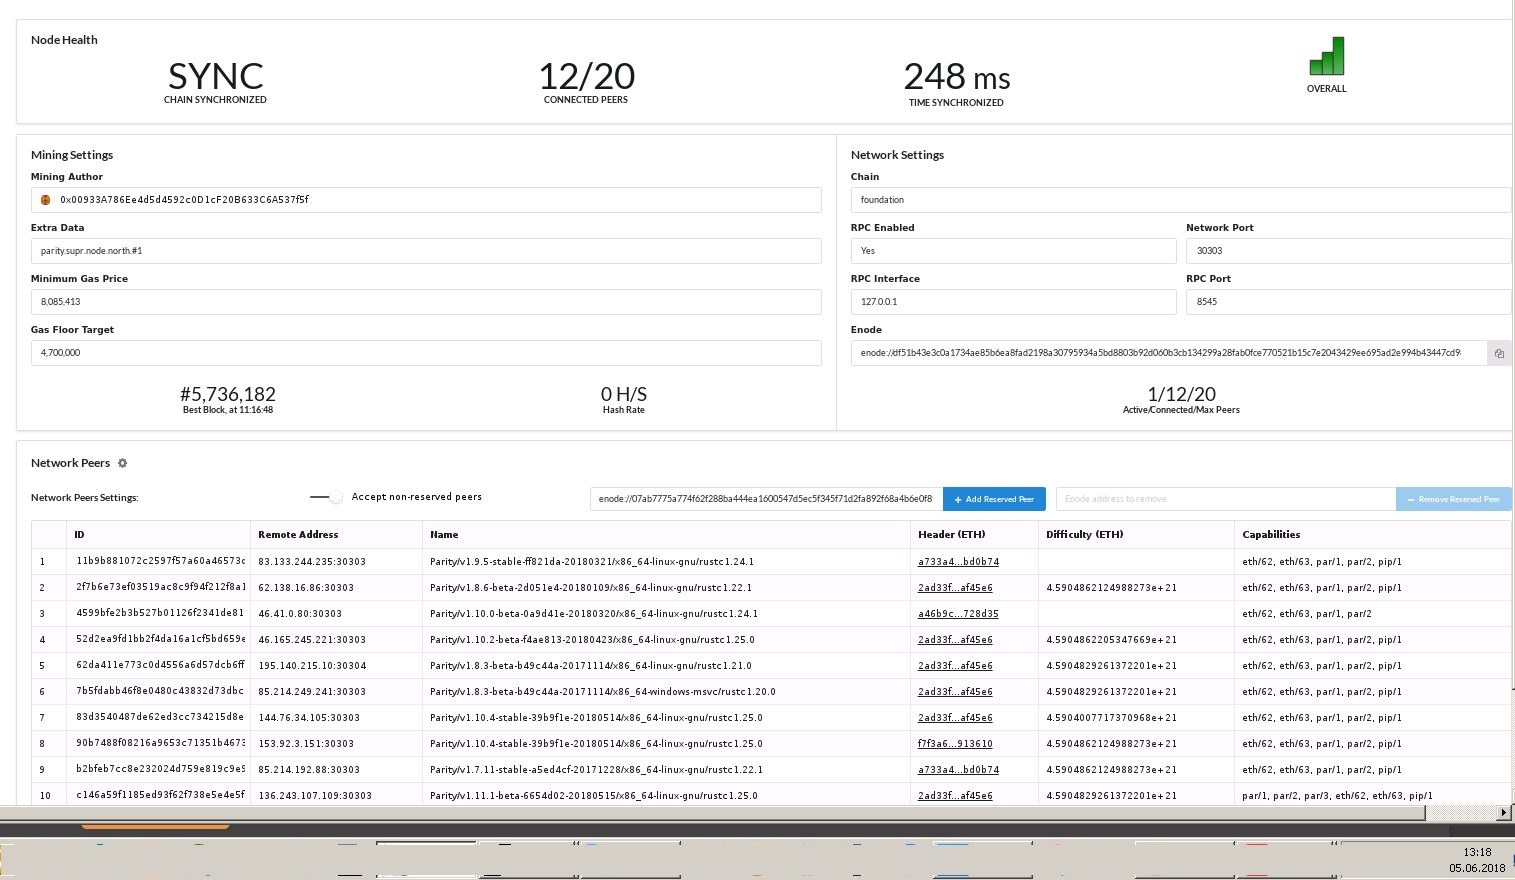 Node Health
SYNC
CHAIN SYNCHRONIZED
12/20
CONNECTED PEERS
248 ms
TIME SYNCHRONIZED
OVERALL
Mining Settings
Mining Author
0x00933A786Ee4d5d4592c0D1cF20B633C6A537f5f
Extra Data
parity.supr.node.north.#1
Minimum Gas Price
8,085,413
Gas Floor Target
4,700,000
#5,736,182
Best Block, at 11:16:48
0 H/S
Hash Rate
Network Settings
Chain
foundation
RPC Enabled
Yes
Network Port
30303
RPC Interface
127.0.0.1
RPC Port
8545
Enode
enode://df51b43e3c0a1734ae85b6ea8fad2198a30795934a5bd8803b92d060b3cb134299a28fab0fce770521b15c7e2043429ee695ad2e994b43447cd9
1/12/20
Active/Connected/Max Peers
Network Peers
Network Peers Settings:
Accept non-reserved peers
enode://07ab7775a774f62f288ba444ea1600547d5ec5f345f71d2fa892f68a4b6e0f8
+ Add Reserved Peer
Enode address to remove
− Remove Reserved Peer
ID Remote Address Name Header (ETH) Difficulty (ETH) Capabilities
1 11b9b881072c2597f57a60a46573c 83.133.244.235:30303 Parity/v1.9.5-stable-ff821da-20180321/x86_64-linux-gnu/rustc1.24.1 a733a4...bd0b74 eth/62, eth/63, par/1, par/2, pip/1
2 2f7b6e73ef03519ac8c9f94f212f8a1 62.138.16.86:30303 Parity/v1.8.6-beta-2d051e4-20180109/x86_64-linux-gnu/rustc1.22.1 2ad33f...af45e6 4.5904862124988273e+21 eth/62, eth/63, par/1, par/2, pip/1
3 4599bfe2b3b527b01126f2341de81 46.41.0.80:30303 Parity/v1.10.0-beta-0a9d41e-20180320/x86_64-linux-gnu/rustc1.24.1 a46b9c...728d35 eth/62, eth/63, par/1, par/2
4 52d2ea9fd1bb2f4da16a1cf5bd659e 46.165.245.221:30303 Parity/v1.10.2-beta-f4ae813-20180423/x86_64-linux-gnu/rustc1.25.0 2ad33f...af45e6 4.5904862205347669e+21 eth/62, eth/63, par/1, par/2, pip/1
5 62da411e773c0d4556a6d57dcb6ff 195.140.215.10:30304 Parity/v1.8.3-beta-b49c44a-20171114/x86_64-linux-gnu/rustc1.21.0 2ad33f...af45e6 4.5904829261372201e+21 eth/62, eth/63, par/1, par/2, pip/1
6 7b5fdabb46f8e0480c43832d73dbc 85.214.249.241:30303 Parity/v1.8.3-beta-b49c44a-20171114/x86_64-windows-msvc/rustc1.20.0 2ad33f...af45e6 4.5904829261372201e+21 eth/62, eth/63, par/1, par/2, pip/1
7 83d3540487de62ed3cc734215d8e 144.76.34.105:30303 Parity/v1.10.4-stable-39b9f1e-20180514/x86_64-linux-gnu/rustc1.25.0 2ad33f...af45e6 4.5904007717370968e+21 eth/62, eth/63, par/1, par/2, pip/1
8 90b7488f08216a9653c71351b4673 153.92.3.151:30303 Parity/v1.10.4-stable-39b9f1e-20180514/x86_64-linux-gnu/rustc1.25.0 f7f3a6...913610 4.5904862124988273e+21 eth/62, eth/63, par/1, par/2, pip/1
9 b2bfeb7cc8e232024d759e819c9e9 85.214.192.88:30303 Parity/v1.7.11-stable-a5ed4cf-20171228/x86_64-linux-gnu/rustc1.22.1 a733a4...bd0b74 4.5904862124988273e+21 eth/62, eth/63, par/1, par/2, pip/1
10 c146a59f1185ed93f62f738e5e4e5f 136.243.107.109:30303 Parity/v1.11.1-beta-6654d02-20180515/x86_64-linux-gnu/rustc1.25.0 2ad33f...af45e6 4.5904829261372201e+21 par/1, par/2, par/3, eth/62, eth/63, pip/1
13:18
05.06.2018